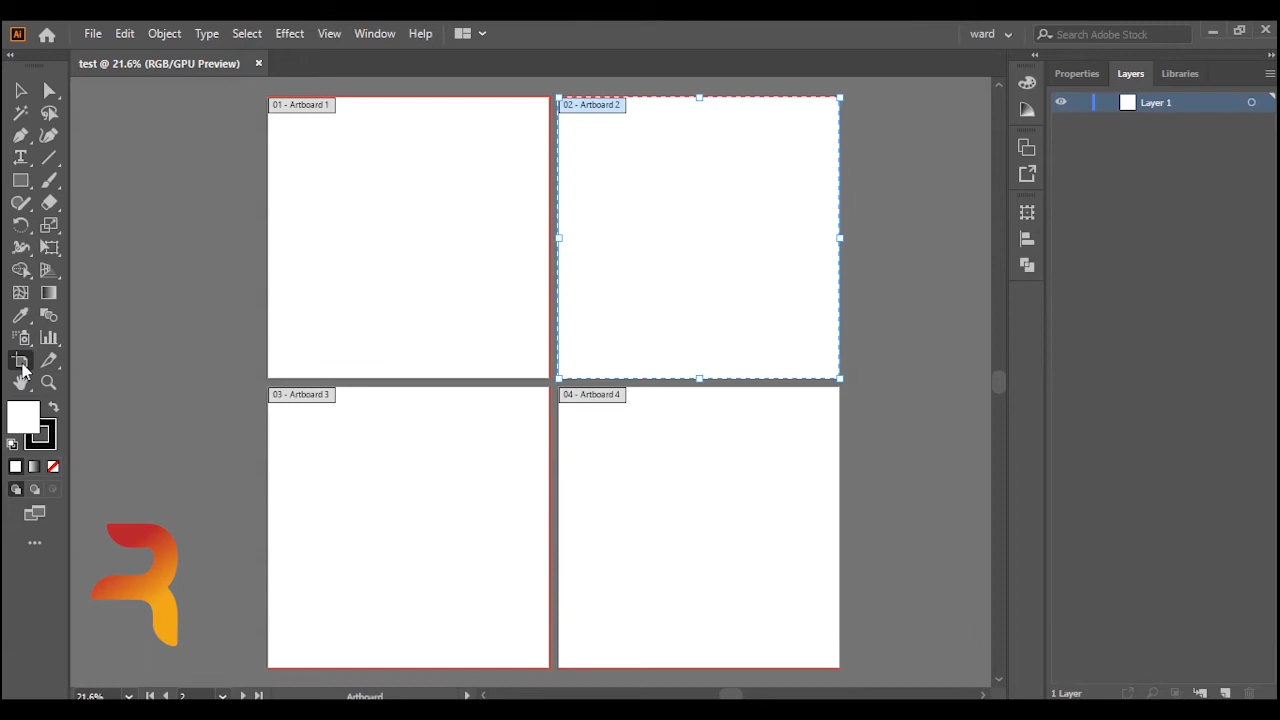 Ai File Edit Object Type Select Effect View Window Help ward Search Adobe Stock
test @ 21.6% (RGB/GPU Preview) Properties Layers Libraries
01 - Artboard 1 02 - Artboard 2 Layer 1
03 - Artboard 3 04 - Artboard 4
21.6% 2 Artboard 1 Layer